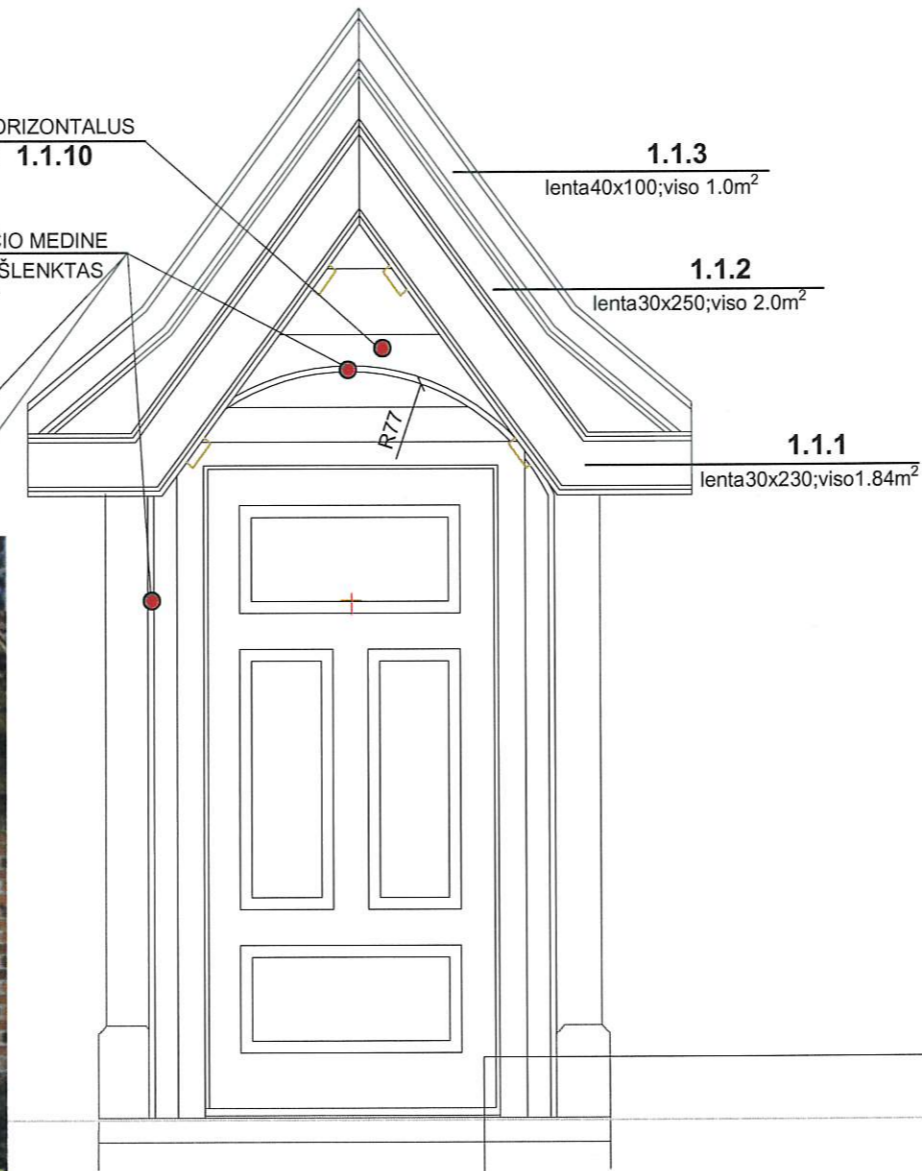 ORIZONTALUS
1.1.10
IO MEDINE
ŠLENKTAS
1.1.3
lenta40x100;viso 1.0m²
1.1.2
lenta30x250;viso 2.0m²
R77
1.1.1
lenta30x230;viso1.84m²